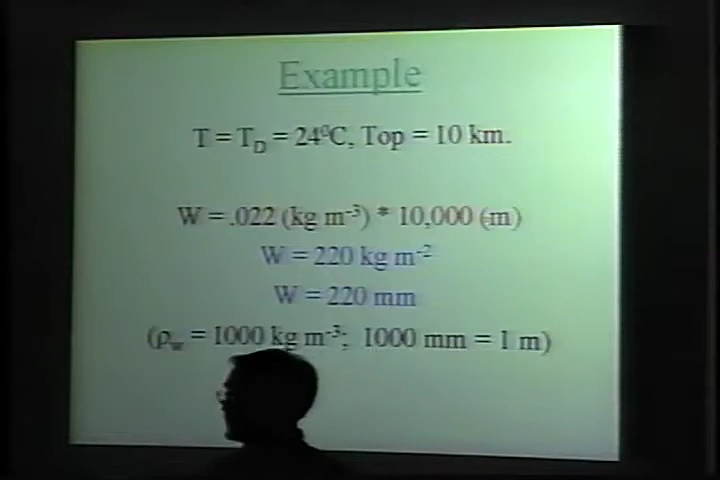 Example
T = T_D = 24⁰C, Top = 10 km.
W = .022 (kg m⁻³) * 10,000 (m)
W = 220 kg m⁻²
W = 220 mm
(ρ_w = 1000 kg m⁻³; 1000 mm = 1 m)